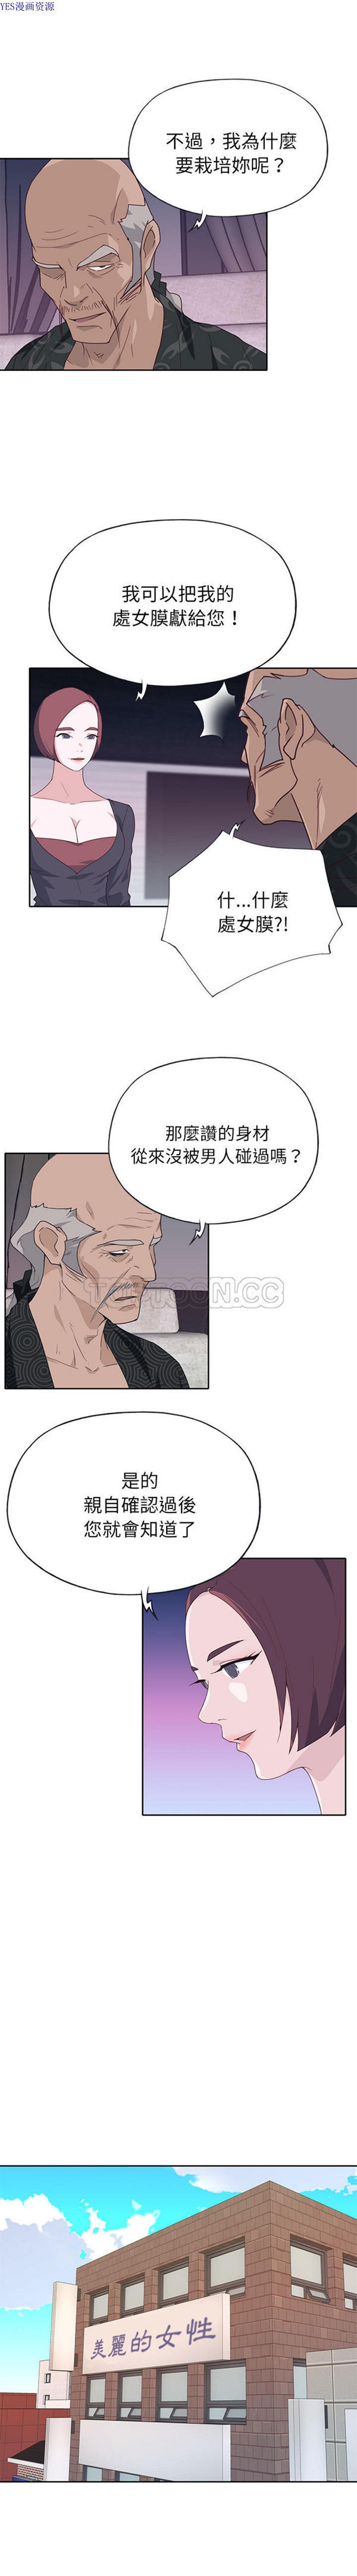 YES漫画资源
不過，我為什麼
要栽培妳呢？
我可以把我的
處女膜獻給您！
什...什麼
處女膜?!
那麼讚的身材
從來沒被男人碰過嗎？
TOPTOON.CC
是的
親自確認過後
您就會知道了
美麗的女性